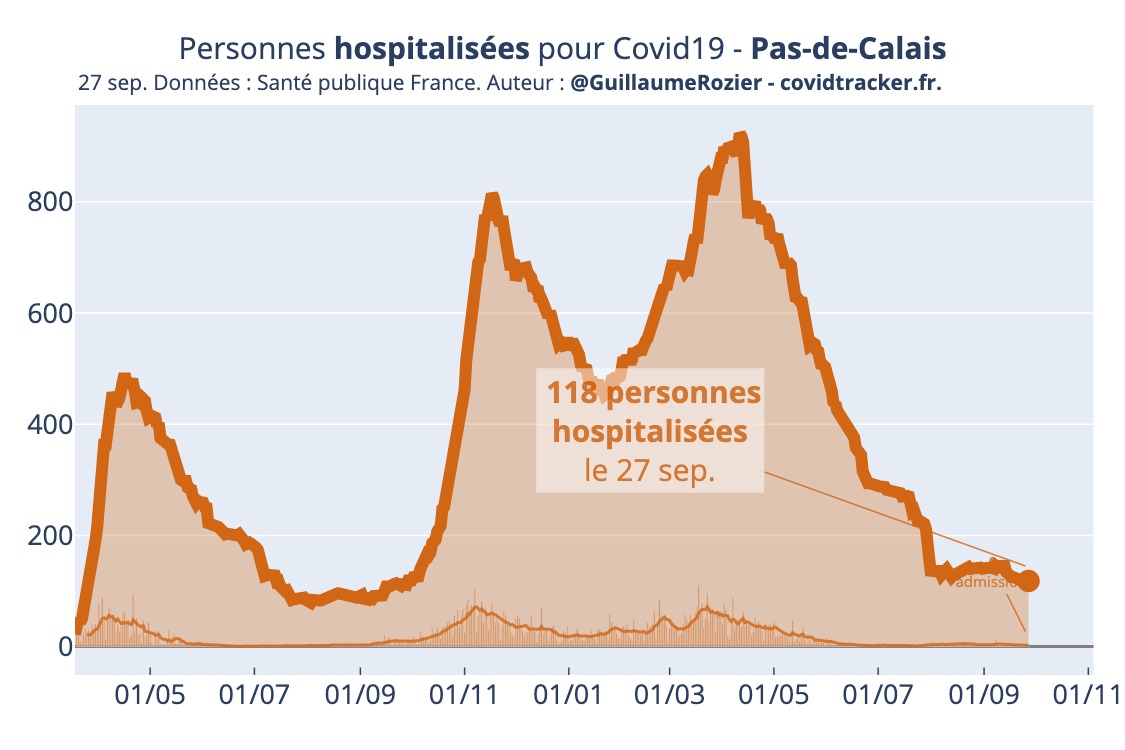 Personnes hospitalisées pour Covid19 - Pas-de-Calais
27 sep. Données : Santé publique France. Auteur : @GuillaumeRozier - covidtracker.fr.
800
600
400
200
0
118 personnes
hospitalisées
le 27 sep.
01/05 01/07 01/09 01/11 01/01 01/03 01/05 01/07 01/09 01/11